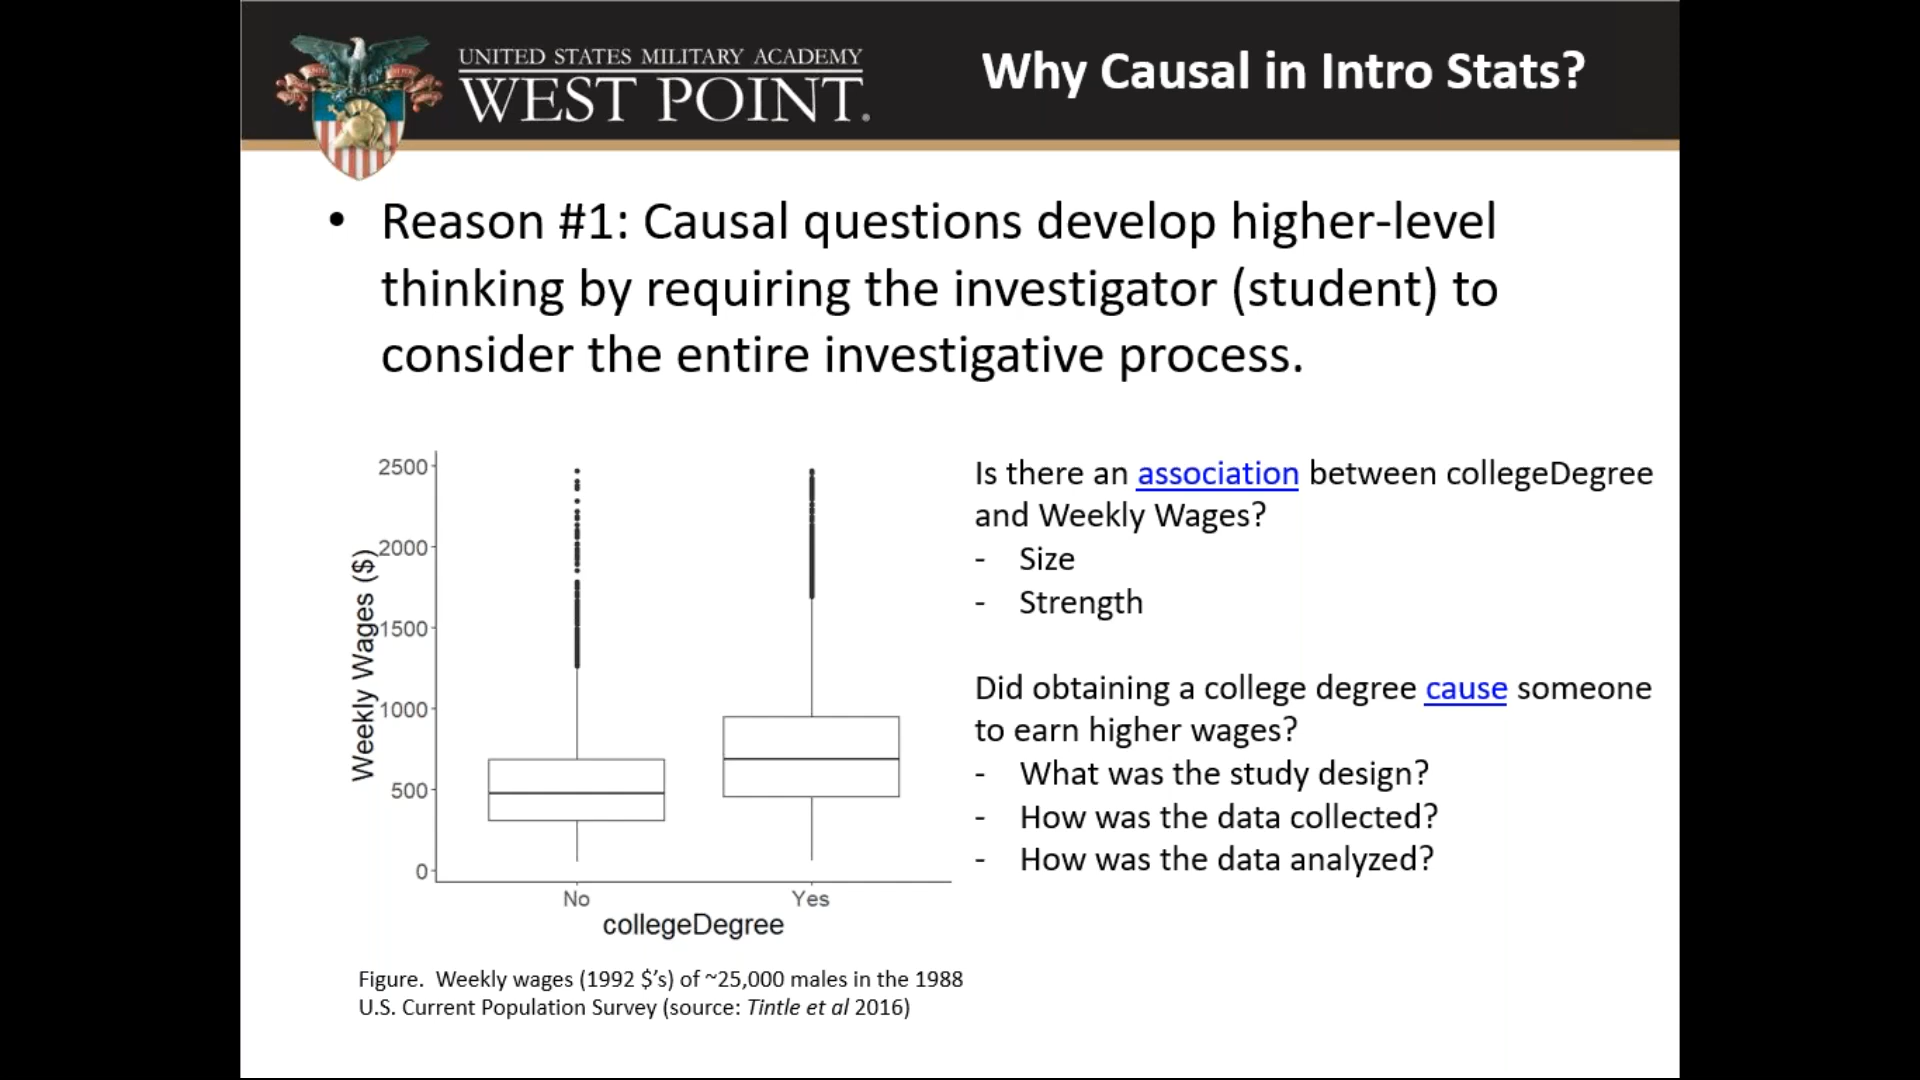 UNITED STATES MILITARY ACADEMY
WEST POINT.
Why Causal in Intro Stats?
• Reason #1: Causal questions develop higher-level
thinking by requiring the investigator (student) to
consider the entire investigative process.
2500
2000
1500
1000
500
0
Weekly Wages ($)
No
Yes
collegeDegree
Figure. Weekly wages (1992 $'s) of ~25,000 males in the 1988
U.S. Current Population Survey (source: Tintle et al 2016)
Is there an association between collegeDegree
and Weekly Wages?
- Size
- Strength
Did obtaining a college degree cause someone
to earn higher wages?
- What was the study design?
- How was the data collected?
- How was the data analyzed?